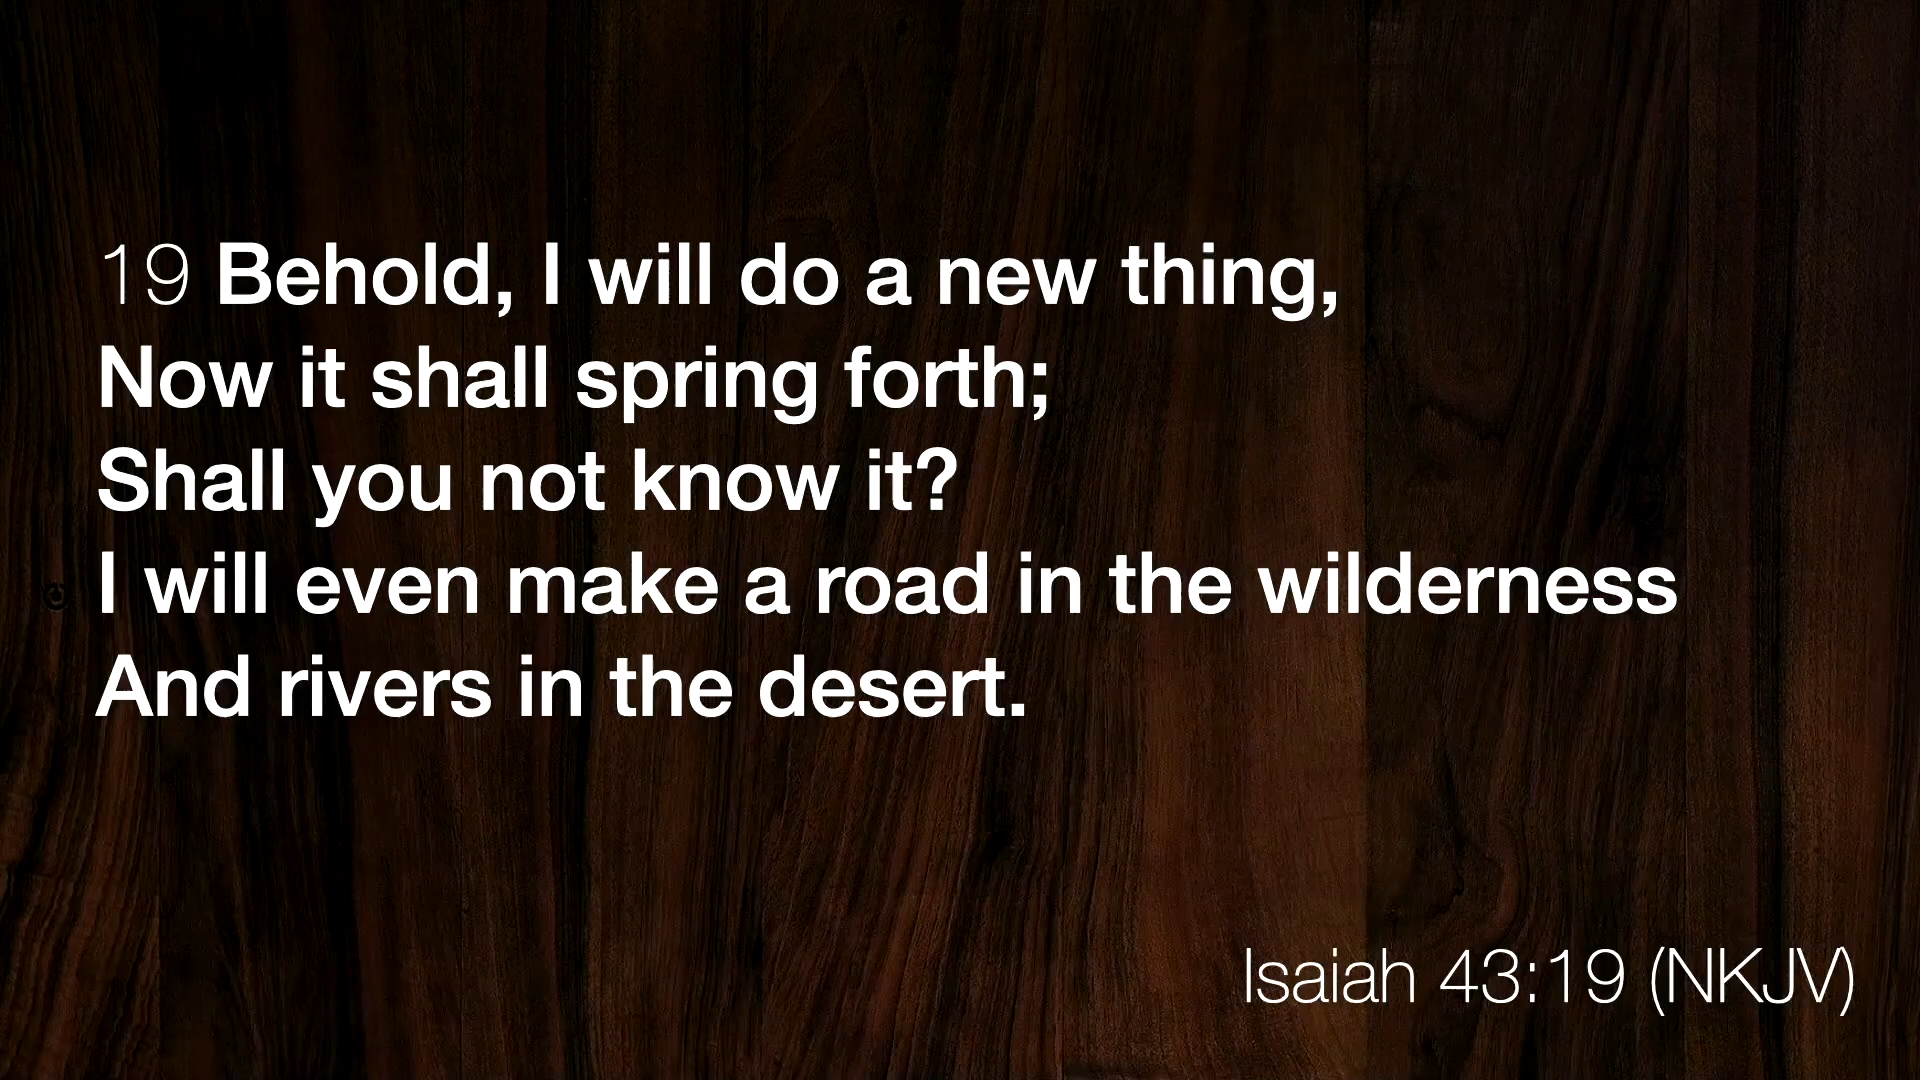 19 Behold, I will do a new thing,
Now it shall spring forth;
Shall you not know it?
I will even make a road in the wilderness
And rivers in the desert.
Isaiah 43:19 (NKJV)